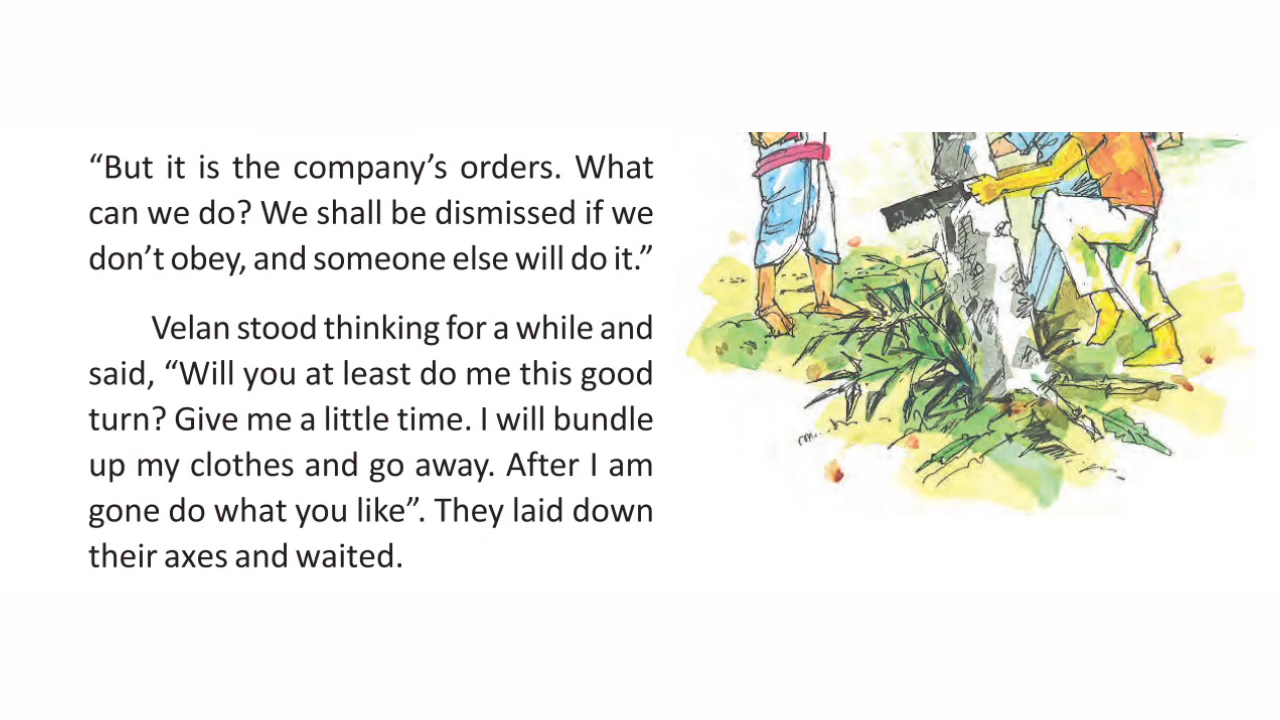 “But it is the company’s orders. What
can we do? We shall be dismissed if we
don’t obey, and someone else will do it.”
Velan stood thinking for a while and
said, “Will you at least do me this good
turn? Give me a little time. I will bundle
up my clothes and go away. After I am
gone do what you like”. They laid down
their axes and waited.